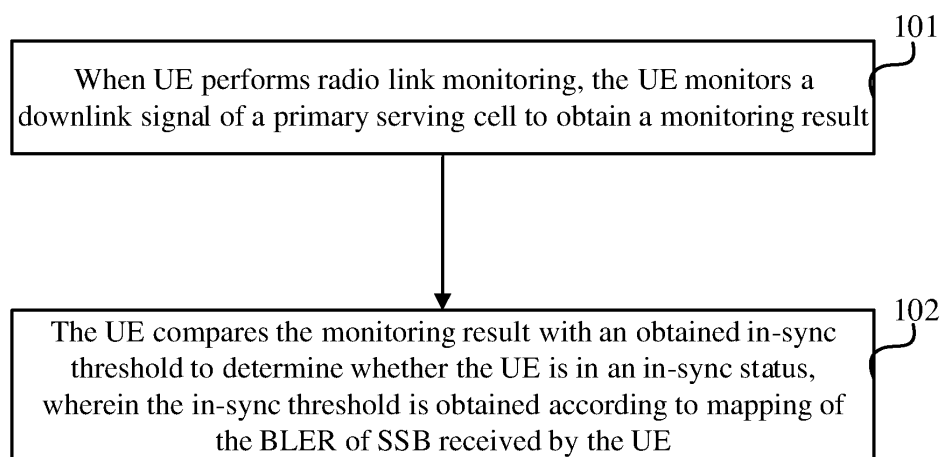 101
When UE performs radio link monitoring, the UE monitors a
downlink signal of a primary serving cell to obtain a monitoring result
102
The UE compares the monitoring result with an obtained in-sync
threshold to determine whether the UE is in an in-sync status,
wherein the in-sync threshold is obtained according to mapping of
the BLER of SSB received by the UE